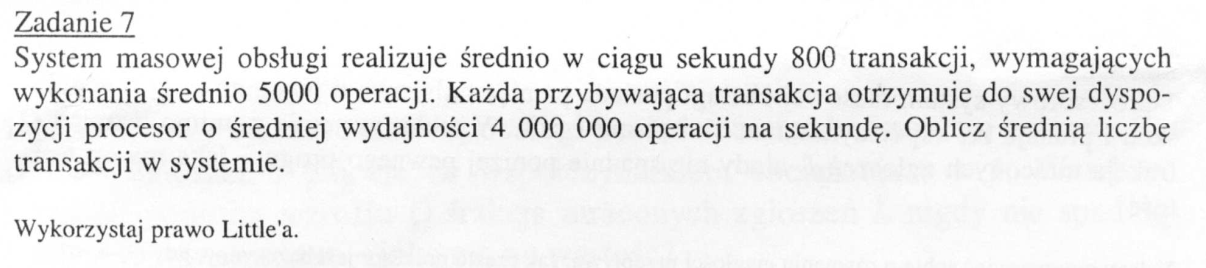 Zadanie 7
System masowej obsługi realizuje średnio w ciągu sekundy 800 transakcji, wymagających
wykonania średnio 5000 operacji. Każda przybywająca transakcja otrzymuje do swej dyspo-
zycji procesor o średniej wydajności 4 000 000 operacji na sekundę. Oblicz średnią liczbę
transakcji w systemie.
Wykorzystaj prawo Little'a.